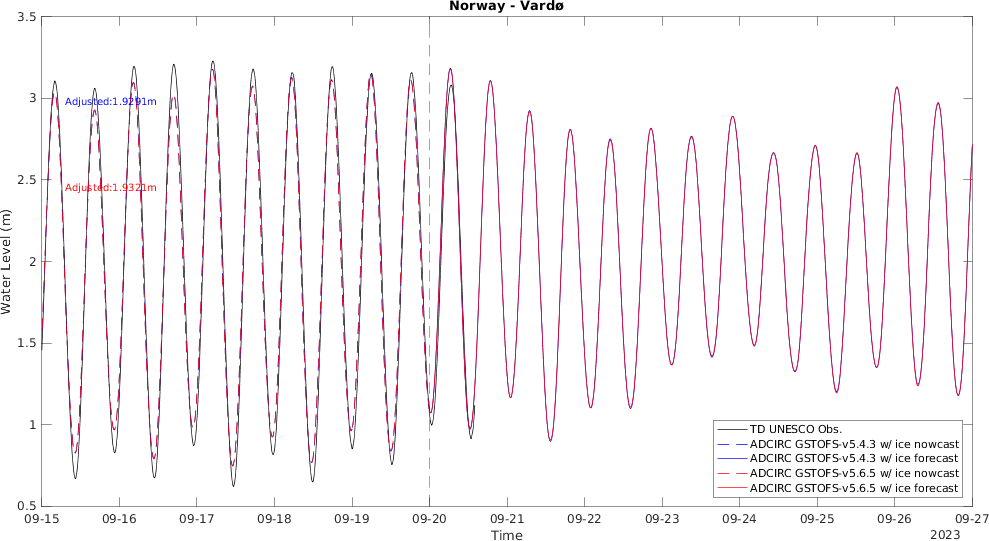 Norway - Vardø
3.5
3
2.5
2
1.5
1
0.5
Water Level (m)
Adjusted:1.9291m
Adjusted:1.9321m
TD UNESCO Obs.
ADCIRC GSTOFS-v5.4.3 w/ ice nowcast
ADCIRC GSTOFS-v5.4.3 w/ ice forecast
ADCIRC GSTOFS-v5.6.5 w/ ice nowcast
ADCIRC GSTOFS-v5.6.5 w/ ice forecast
09-15 09-16 09-17 09-18 09-19 09-20 09-21 09-22 09-23 09-24 09-25 09-26 09-27
Time
2023